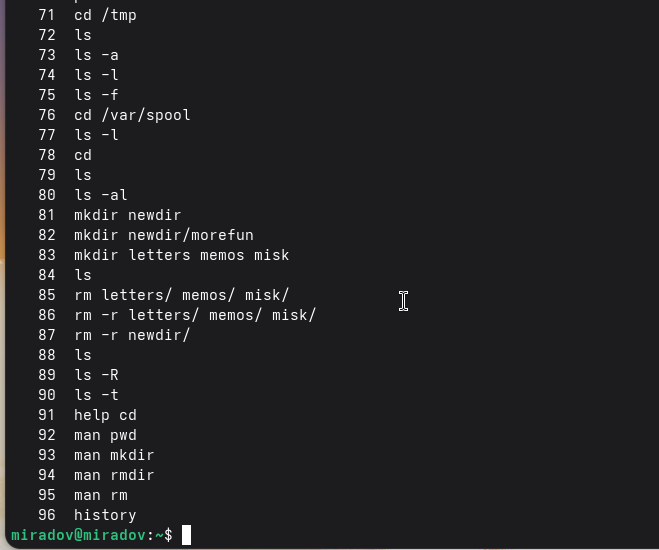 71 cd /tmp
72 ls
73 ls -a
74 ls -l
75 ls -f
76 cd /var/spool
77 ls -l
78 cd
79 ls
80 ls -al
81 mkdir newdir
82 mkdir newdir/morefun
83 mkdir letters memos misk
84 ls
85 rm letters/ memos/ misk/
86 rm -r letters/ memos/ misk/
87 rm -r newdir/
88 ls
89 ls -R
90 ls -t
91 help cd
92 man pwd
93 man mkdir
94 man rmdir
95 man rm
96 history
miradov@miradov:~$